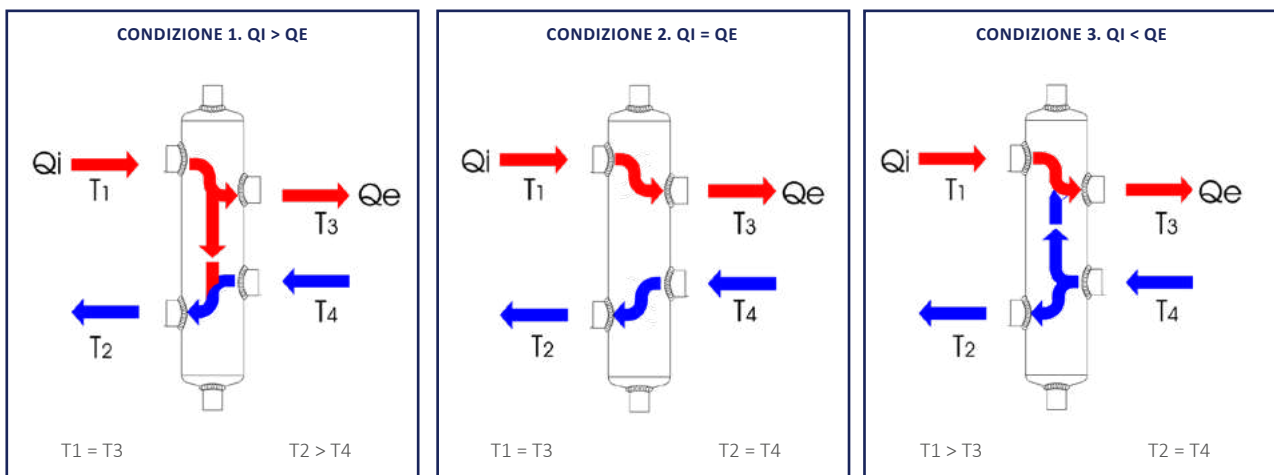 CONDIZIONE 1. QI > QE
Qi
T1
T3
Qe
T2
T4
T1 = T3
T2 > T4
CONDIZIONE 2. QI = QE
Qi
T1
T3
Qe
T2
T4
T1 = T3
T2 = T4
CONDIZIONE 3. QI < QE
Qi
T1
T3
Qe
T2
T4
T1 > T3
T2 = T4